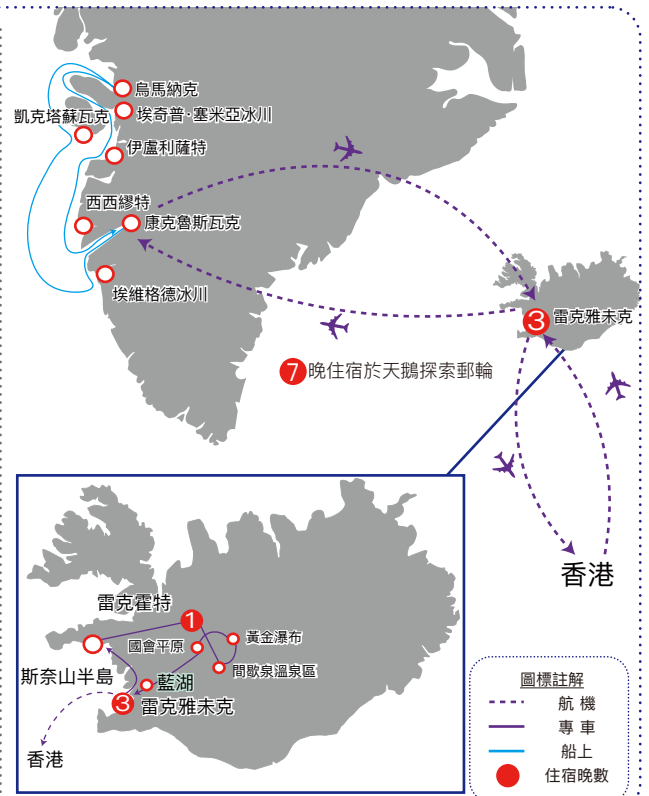 烏馬納克
埃奇普·塞米亞冰川
凱克塔蘇瓦克
伊盧利薩特
西西繆特
康克魯斯瓦克
埃維格德冰川
3
雷克雅未克
7晚住宿於天鵝探索郵輪
香港
雷克霍特
1
國會平原
黃金瀑布
間歇泉溫泉區
斯奈山半島
藍湖
3
雷克雅未克
香港
圖標註解
航 機
專 車
船上
住宿晚數